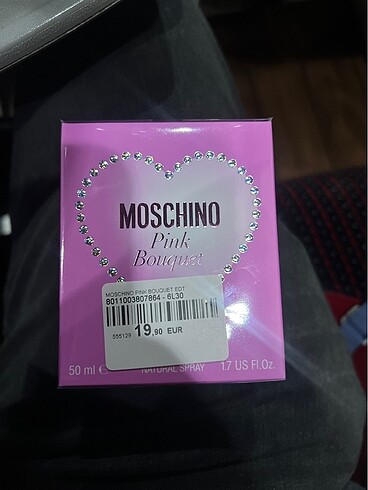 MOSCHINO
Pink
Bouquet
MOSCHINO PINK BOUQUET EDT
8011003807864 - 6L30
555129 19,90 EUR
50 ml e NATURAL SPRAY 1.7 US Fl.Oz.